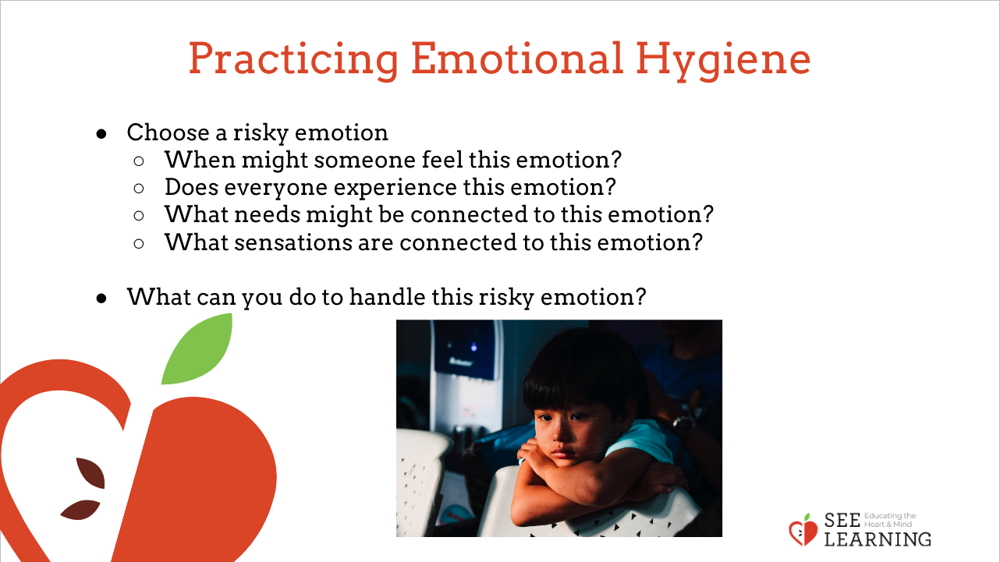 Practicing Emotional Hygiene
● Choose a risky emotion
○ When might someone feel this emotion?
○ Does everyone experience this emotion?
○ What needs might be connected to this emotion?
○ What sensations are connected to this emotion?
● What can you do to handle this risky emotion?
SEE Educating the
Heart & Mind
LEARNING